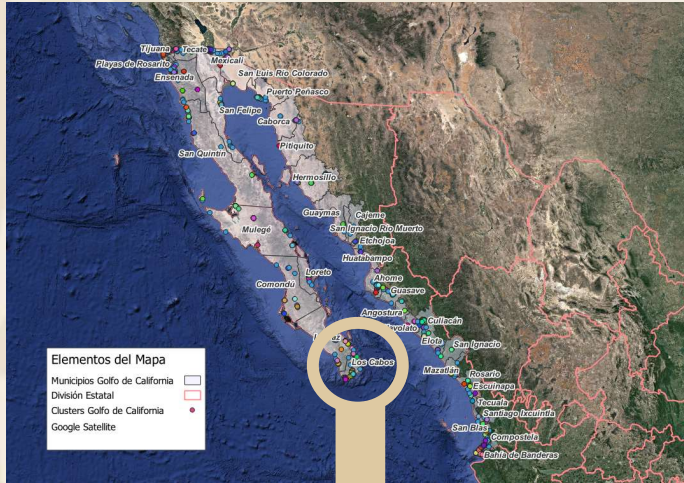 Tijuana
Tecate
Mexicali
Playas de Rosarito
San Luis Rio Colorado
Ensenada
Puerto Peñasco
San Felipe
Caborca
Pitiquito
San Quintín
Hermosillo
Guaymas
Cajeme
San Ignacio Rio Muerto
Mulegé
Etchojoa
Huatabampo
Ahome
Loreto
Guasave
Comondú
Angostura
Culiacán
Elota
San Ignacio
Los Cabos
Mazatlán
Rosario
Escuinapa
Tecuala
Santiago Ixcuintla
San Blas
Compostela
Bahía de Banderas
Elementos del Mapa
Municipios Golfo de California
División Estatal
Clusters Golfo de California
Google Satellite